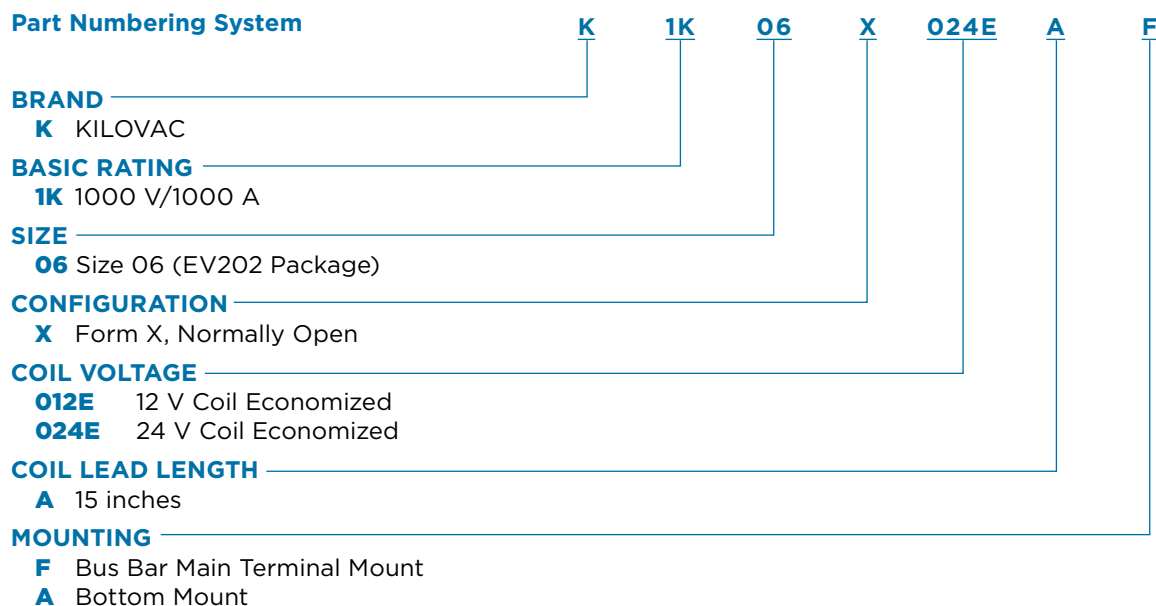 Part Numbering System K 1K 06 X 024E A F
BRAND
K KILOVAC
BASIC RATING
1K 1000 V/1000 A
SIZE
06 Size 06 (EV202 Package)
CONFIGURATION
X Form X, Normally Open
COIL VOLTAGE
012E 12 V Coil Economized
024E 24 V Coil Economized
COIL LEAD LENGTH
A 15 inches
MOUNTING
F Bus Bar Main Terminal Mount
A Bottom Mount